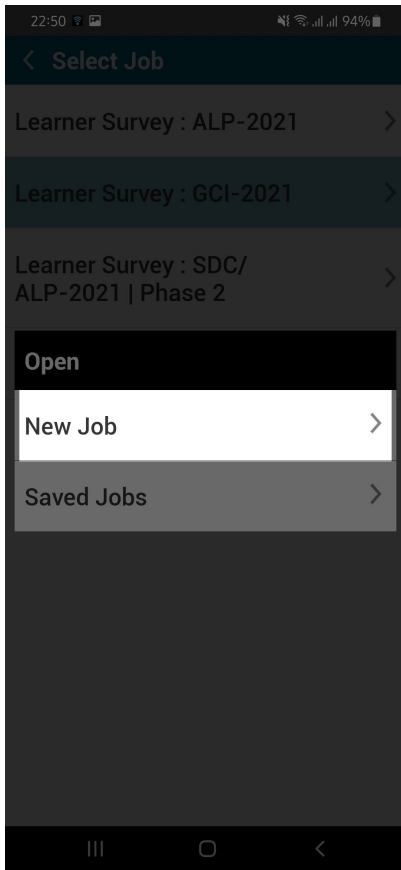 22:50 94%
Select Job
Learner Survey : ALP-2021
Learner Survey : GCI-2021
Learner Survey : SDC/
ALP-2021 | Phase 2
Open
New Job
Saved Jobs